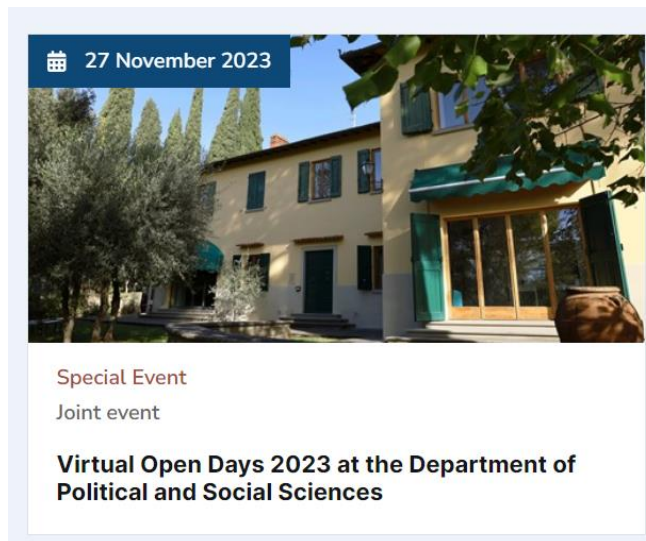 27 November 2023
Special Event
Joint event
Virtual Open Days 2023 at the Department of
Political and Social Sciences